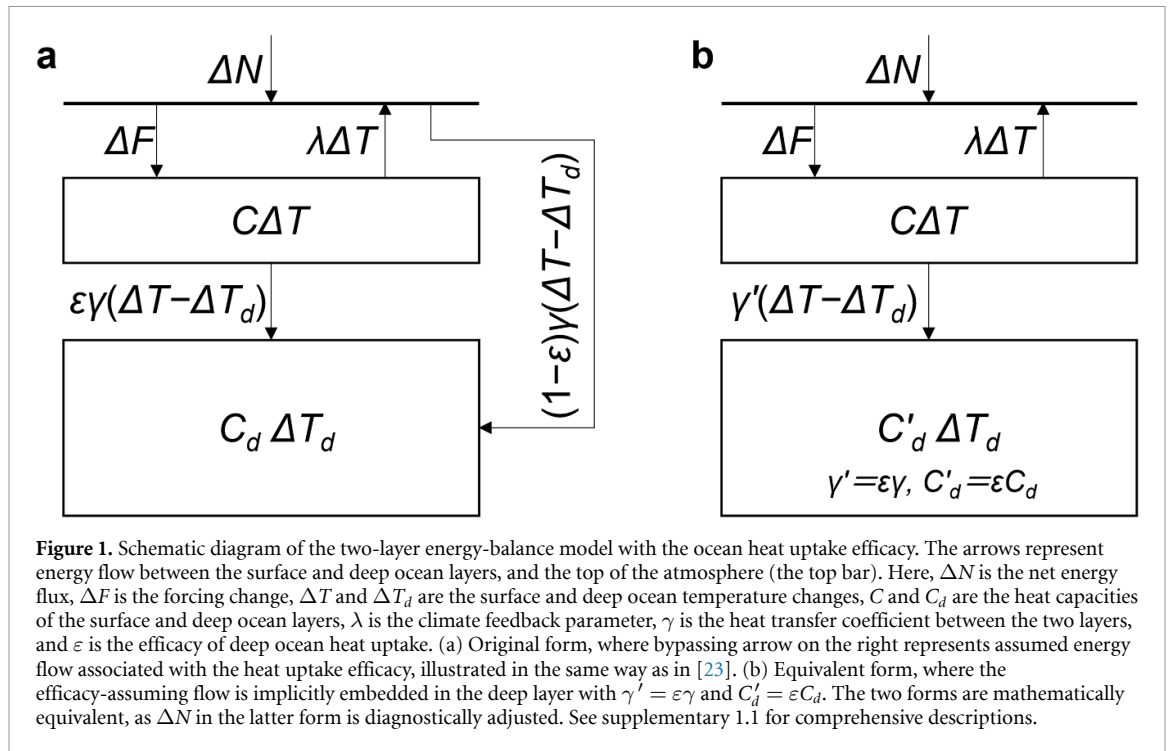 a
ΔN
ΔF
λΔT
CΔT
εγ(ΔT−ΔT_d)
(1−ε)γ(ΔT−ΔT_d)
C_d ΔT_d
b
ΔN
ΔF
λΔT
CΔT
γ'(ΔT−ΔT_d)
C'_d ΔT_d
γ'=εγ, C'_d=εC_d
Figure 1. Schematic diagram of the two-layer energy-balance model with the ocean heat uptake efficacy. The arrows represent
energy flow between the surface and deep ocean layers, and the top of the atmosphere (the top bar). Here, ΔN is the net energy
flux, ΔF is the forcing change, ΔT and ΔT_d are the surface and deep ocean temperature changes, C and C_d are the heat capacities
of the surface and deep ocean layers, λ is the climate feedback parameter, γ is the heat transfer coefficient between the two layers,
and ε is the efficacy of deep ocean heat uptake. (a) Original form, where bypassing arrow on the right represents assumed energy
flow associated with the heat uptake efficacy, illustrated in the same way as in [23]. (b) Equivalent form, where the
efficacy-assuming flow is implicitly embedded in the deep layer with γ′ = εγ and C′_d = εC_d. The two forms are mathematically
equivalent, as ΔN in the latter form is diagnostically adjusted. See supplementary 1.1 for comprehensive descriptions.